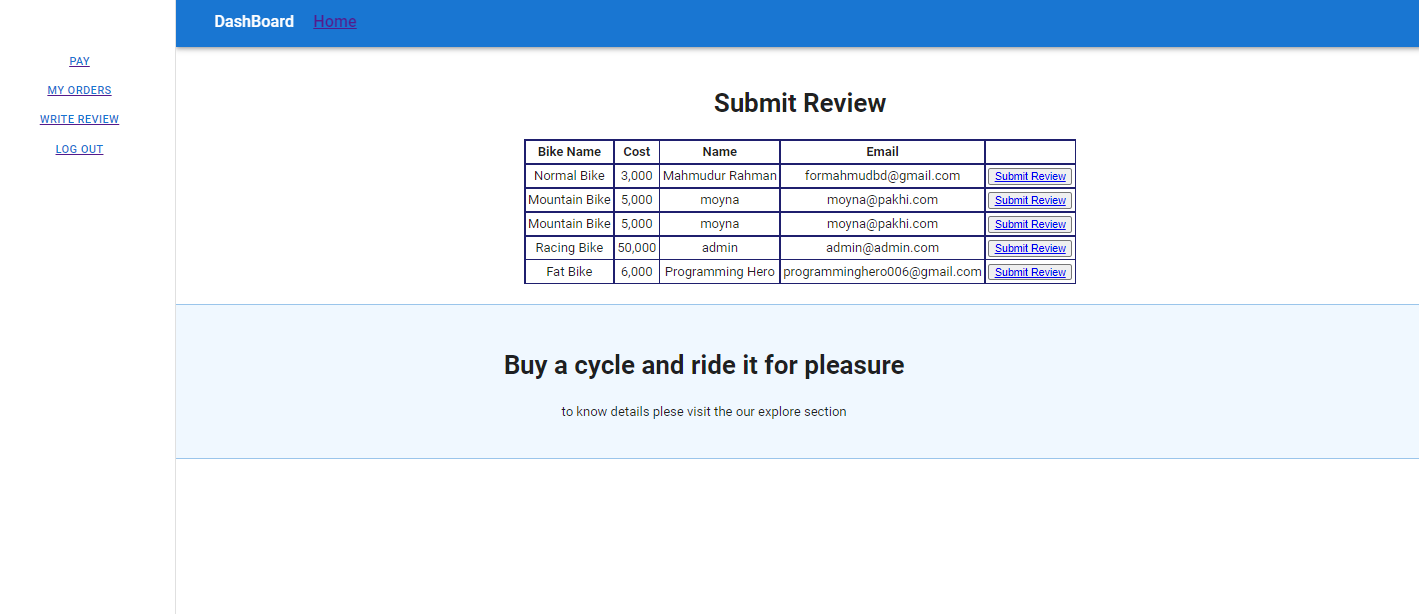 DashBoard Home
PAY
MY ORDERS
WRITE REVIEW
LOG OUT
Submit Review
Bike Name Cost Name Email
Normal Bike 3,000 Mahmudur Rahman formahmudbd@gmail.com Submit Review
Mountain Bike 5,000 moyna moyna@pakhi.com Submit Review
Mountain Bike 5,000 moyna moyna@pakhi.com Submit Review
Racing Bike 50,000 admin admin@admin.com Submit Review
Fat Bike 6,000 Programming Hero programminghero006@gmail.com Submit Review
Buy a cycle and ride it for pleasure
to know details plese visit the our explore section